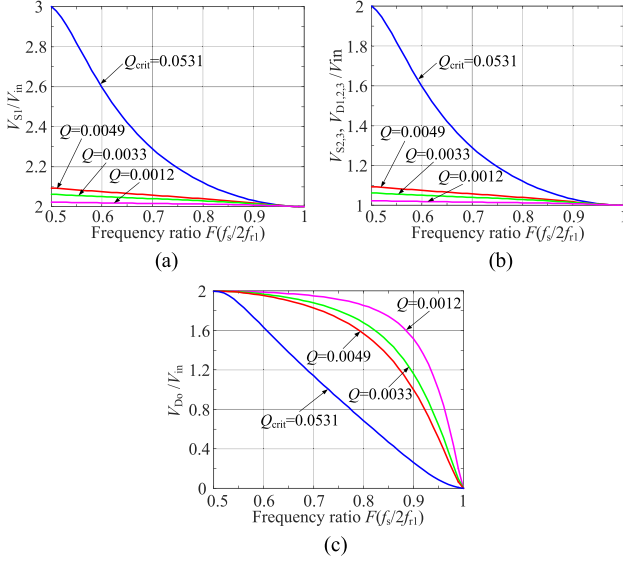 3
2.8
2.6
2.4
2.2
2
V_S1/V_in
Q_crit=0.0531
Q=0.0049
Q=0.0033
Q=0.0012
0.5 0.6 0.7 0.8 0.9 1
Frequency ratio F(f_s/2f_r1)
(a)
2
1.8
1.6
1.4
1.2
1
V_S2,3, V_D1,2,3 /Vin
Q_crit=0.0531
Q=0.0049
Q=0.0033
Q=0.0012
0.5 0.6 0.7 0.8 0.9 1
Frequency ratio F(f_s/2f_r1)
(b)
2
1.6
1.2
0.8
0.4
0
V_Do /V_in
Q=0.0012
Q=0.0049
Q=0.0033
Q_crit=0.0531
0.5 0.6 0.7 0.8 0.9 1
Frequency ratio F(f_s/2f_r1)
(c)